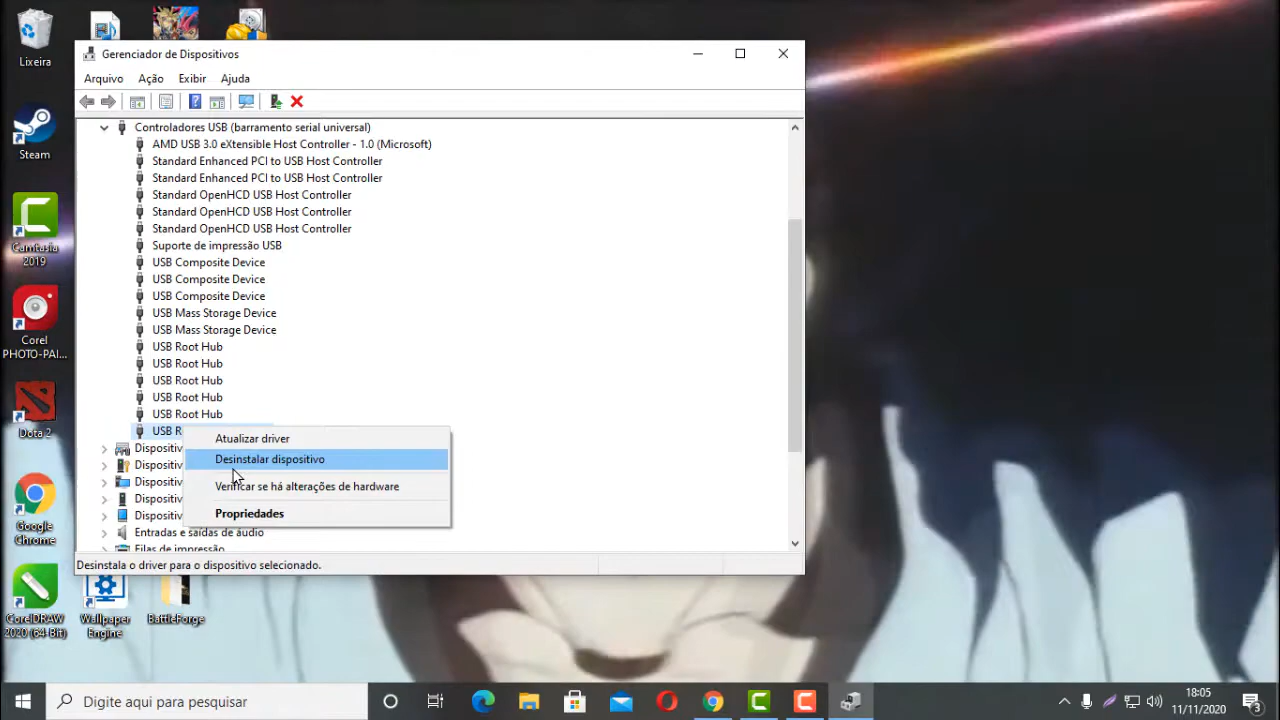 Lixeira
Gerenciador de Dispositivos
Arquivo Ação Exibir Ajuda
Controladores USB (barramento serial universal)
AMD USB 3.0 eXtensible Host Controller - 1.0 (Microsoft)
Standard Enhanced PCI to USB Host Controller
Standard Enhanced PCI to USB Host Controller
Standard OpenHCD USB Host Controller
Standard OpenHCD USB Host Controller
Standard OpenHCD USB Host Controller
Suporte de impressão USB
USB Composite Device
USB Composite Device
USB Composite Device
USB Mass Storage Device
USB Mass Storage Device
USB Root Hub
USB Root Hub
USB Root Hub
USB Root Hub
USB Root Hub
USB R
Dispositiv
Dispositiv
Dispositiv
Dispositiv
Dispositiv
Entradas e saídas de áudio
Filas de impressão
Atualizar driver
Desinstalar dispositivo
Verificar se há alterações de hardware
Propriedades
Desinstala o driver para o dispositivo selecionado.
Steam
Camtasia
2019
Corel
PHOTO-PAI...
Dota 2
Google
Chrome
CorelDRAW
2020 (64-Bit)
Wallpaper
Engine
BattleForge
Digite aqui para pesquisar
18:05
11/11/2020
3